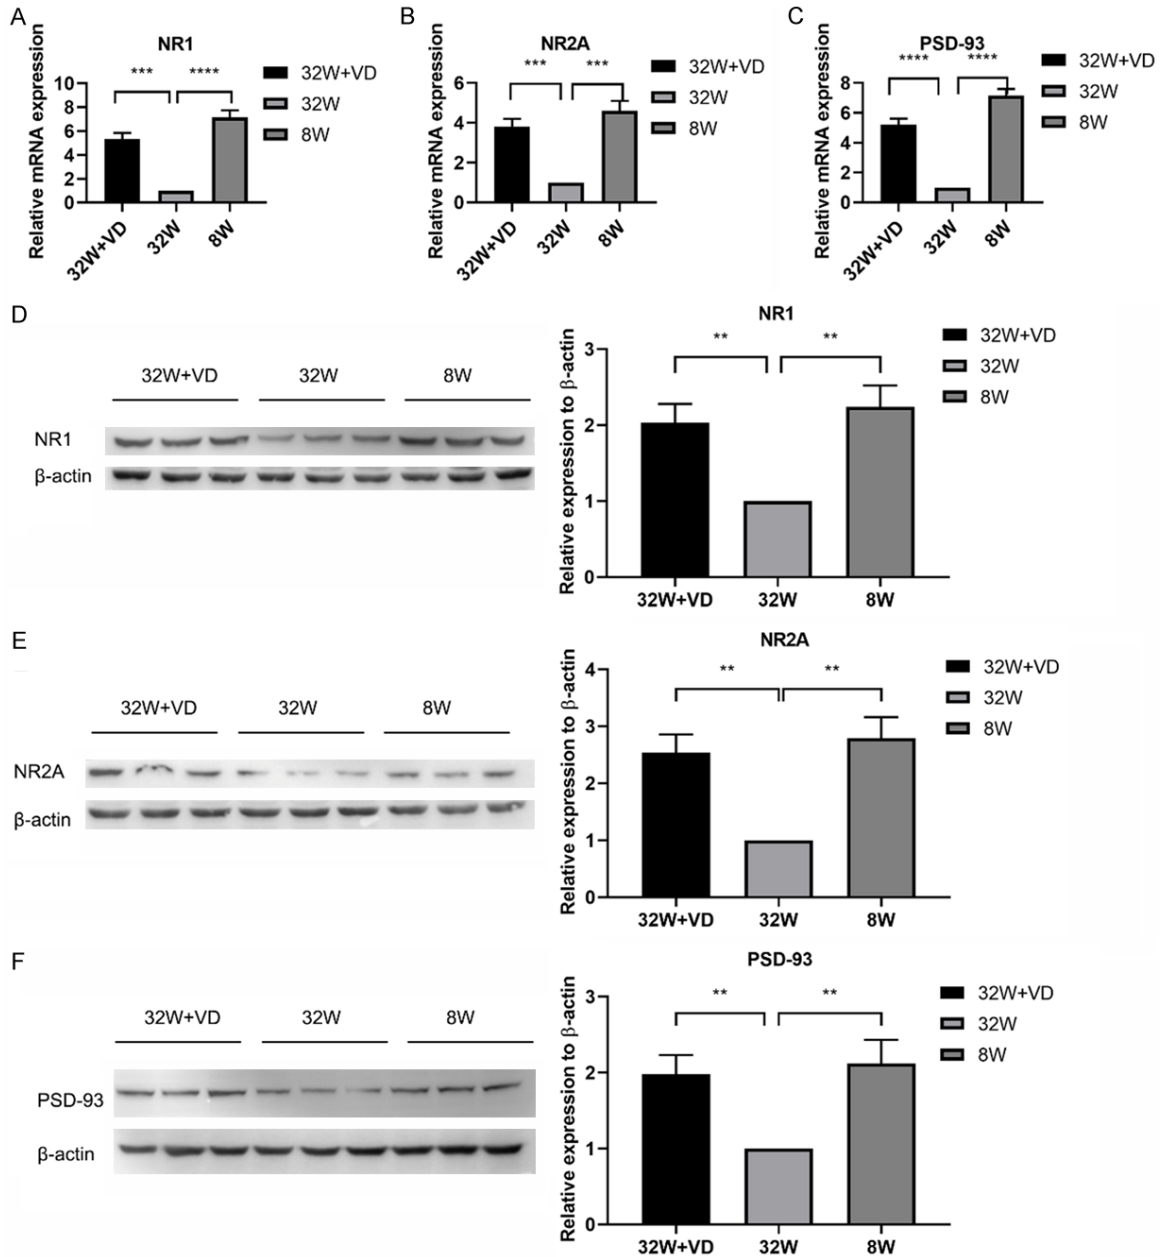 A
NR1
Relative mRNA expression
10
8
6
4
2
0
*** ****
32W+VD
32W
8W
32W+VD
32W
8W
B
NR2A
Relative mRNA expression
6
4
2
0
*** ***
32W+VD
32W
8W
32W+VD
32W
8W
C
PSD-93
Relative mRNA expression
8
6
4
2
0
**** ****
32W+VD
32W
8W
32W+VD
32W
8W
D
32W+VD 32W 8W
NR1
β-actin
NR1
Relative expression to β-actin
3
2
1
0
** **
32W+VD 32W 8W
32W+VD
32W
8W
E
32W+VD 32W 8W
NR2A
β-actin
NR2A
Relative expression to β-actin
4
3
2
1
0
** **
32W+VD 32W 8W
32W+VD
32W
8W
F
32W+VD 32W 8W
PSD-93
β-actin
PSD-93
Relative expression to β-actin
3
2
1
0
** **
32W+VD 32W 8W
32W+VD
32W
8W